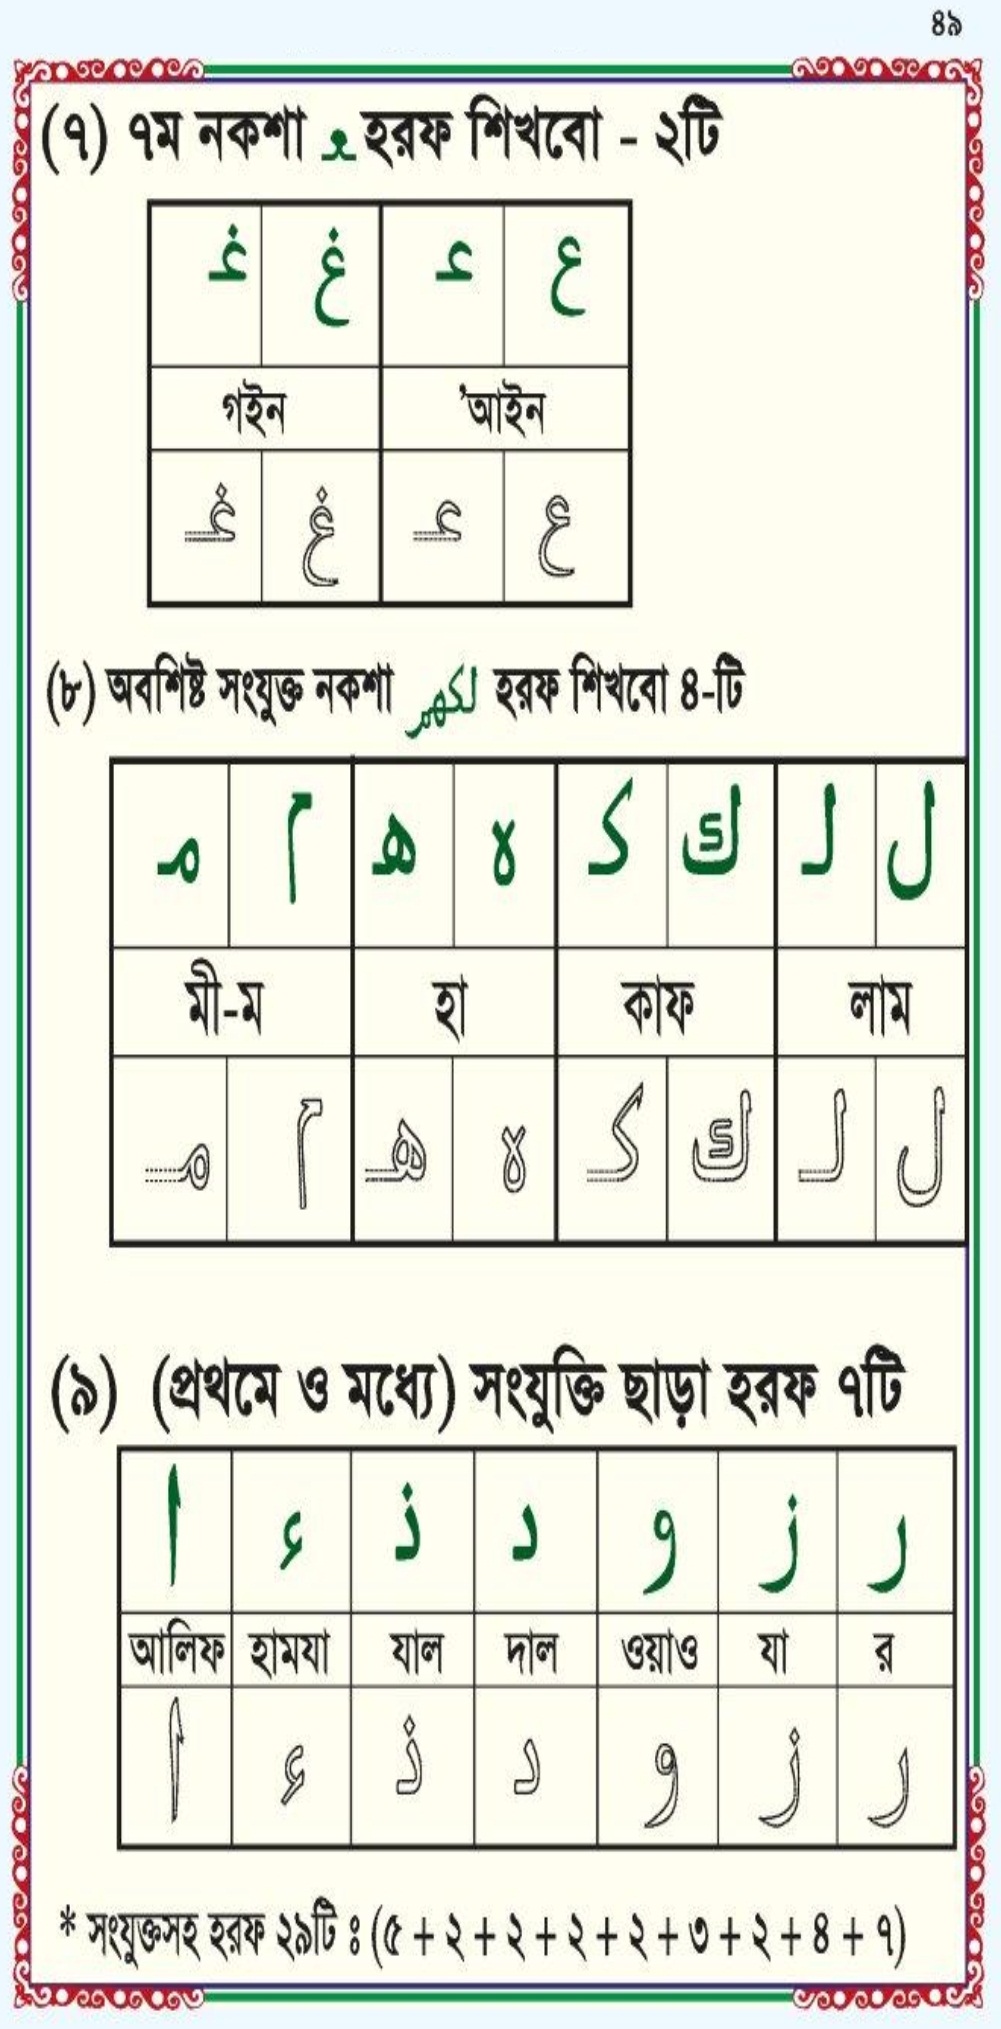 ৪৯
(৭) ৭ম নকশা ـعـ হরফ শিখবো - ২টি
غـ غ عـ ع
গইন 'আইন
غـ غ عـ ع
(৮) অবশিষ্ট সংযুক্ত নকশা لكهم হরফ শিখবো ৪-টি
مـ م هـ ه كـ ك لـ ل
মী-ম হা কাফ লাম
مـ م هـ ه كـ ك لـ ل
(৯) (প্রথমে ও মধ্যে) সংযুক্তি ছাড়া হরফ ৭টি
ا ء ذ د و ز ر
আলিফ হামযা যাল দাল ওয়াও যা র
ا ء ذ د و ز ر
* সংযুক্তসহ হরফ ২৯টি ঃ (৫ + ২ + ২ + ২ + ২ + ৩ + ২ + ৪ + ৭)